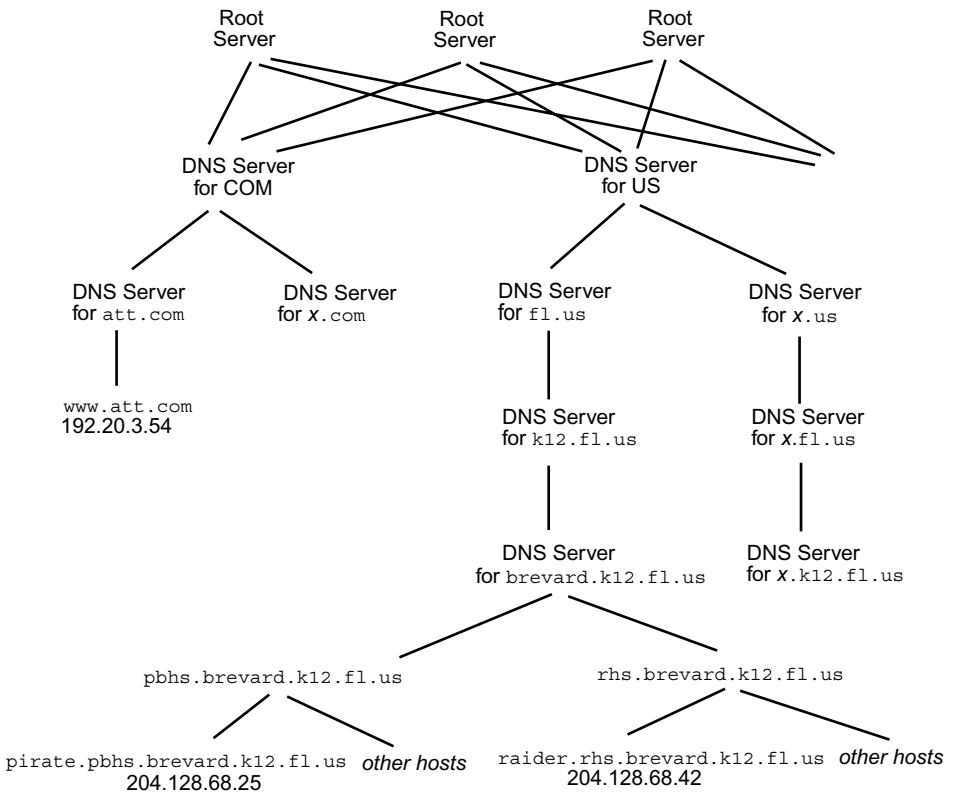 Root
Server
Root
Server
Root
Server
DNS Server
for COM
DNS Server
for US
DNS Server
for att.com
DNS Server
for x.com
DNS Server
for fl.us
DNS Server
for x.us
www.att.com
192.20.3.54
DNS Server
for k12.fl.us
DNS Server
for x.fl.us
DNS Server
for brevard.k12.fl.us
DNS Server
for x.k12.fl.us
pbhs.brevard.k12.fl.us
rhs.brevard.k12.fl.us
pirate.pbhs.brevard.k12.fl.us
204.128.68.25
other hosts
raider.rhs.brevard.k12.fl.us
204.128.68.42
other hosts